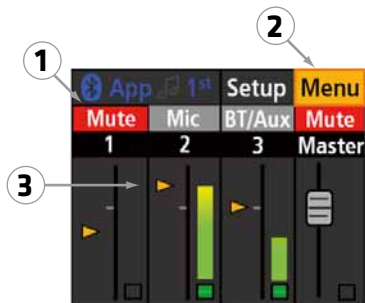 2
1
App 1st Setup Menu
Mute Mic BT/Aux Mute
1 2 3 Master
3